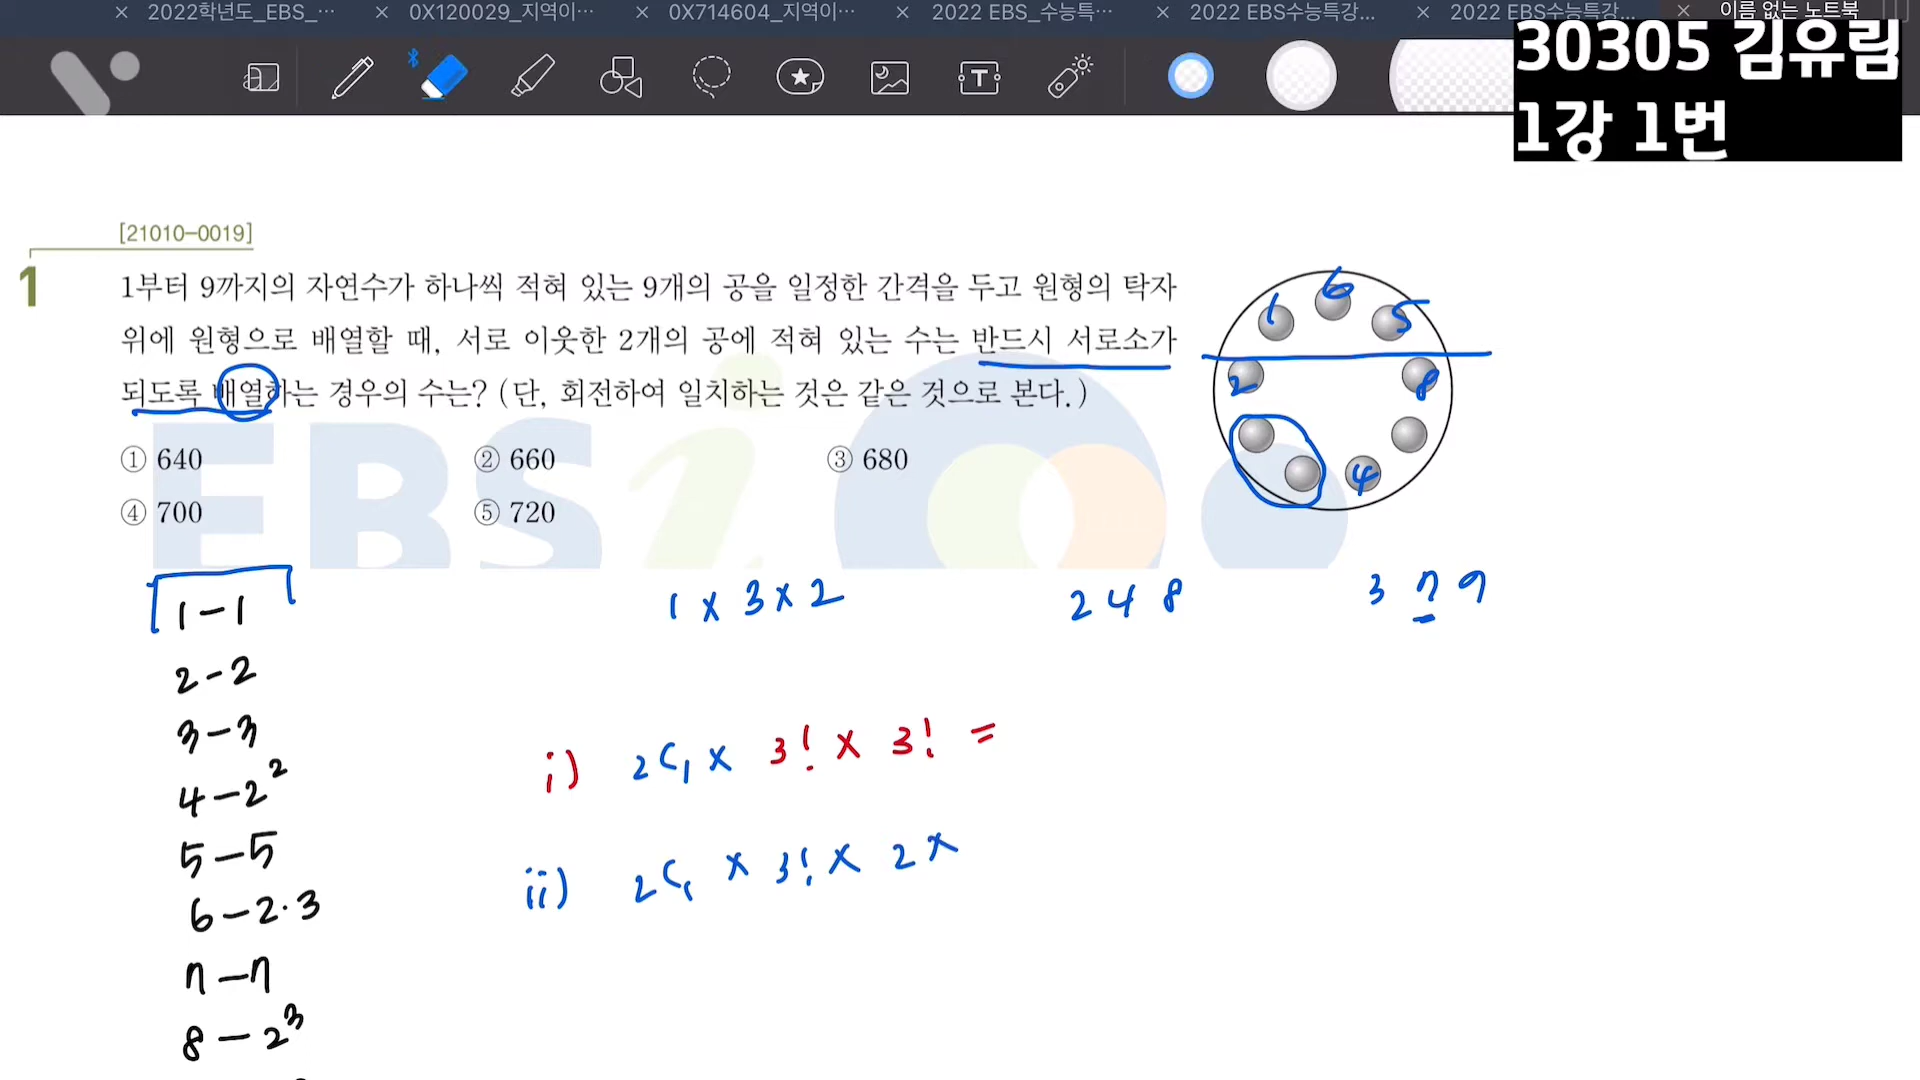 2022학년도_EBS_… 0X120029_지역이… 0X714604_지역이… 2022 EBS_수능특… 2022 EBS수능특강… 2022 EBS수능특강… 이름 없는 노트북
30305 김유림
1강 1번
[21010-0019]
1
1부터 9까지의 자연수가 하나씩 적혀 있는 9개의 공을 일정한 간격을 두고 원형의 탁자
위에 원형으로 배열할 때, 서로 이웃한 2개의 공에 적혀 있는 수는 반드시 서로소가
되도록 배열하는 경우의 수는? (단, 회전하여 일치하는 것은 같은 것으로 본다.)
1 6 5
2 8
4
① 640 ② 660 ③ 680
④ 700 ⑤ 720
EBSi
1-1
1 × 3 × 2
2 4 8
3 7 9
2-2
3-3
4-2²
5-5
6-2·3
7-7
8-2³
i) ₂C₁ × 3! × 3! =
ii) ₂C₁ × 3! × 2 ×